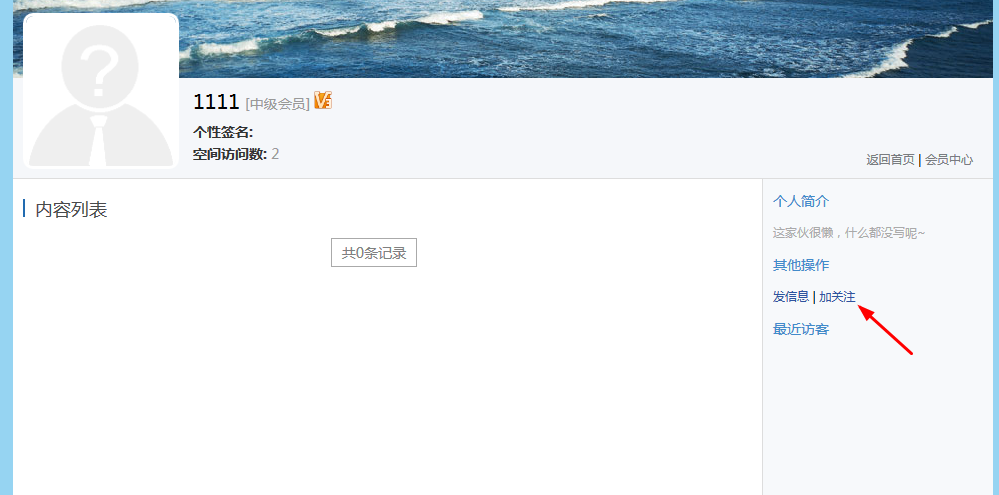 ?
1111 [中级会员] V3
个性签名:
空间访问数: 2
返回首页 | 会员中心
内容列表
共0条记录
个人简介
这家伙很懒，什么都没写呢~
其他操作
发信息 | 加关注
最近访客